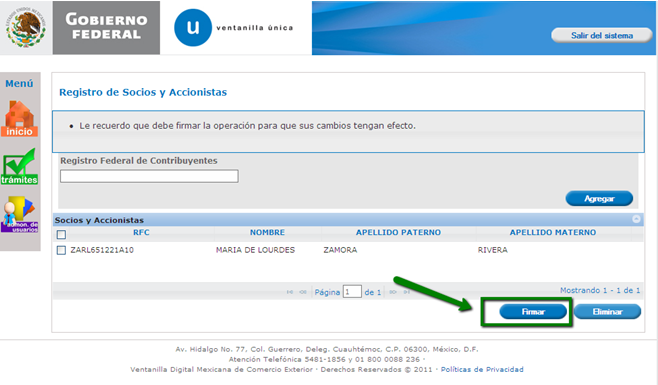 GOBIERNO
FEDERAL
u
ventanilla única
Salir del sistema
Menú
inicio
trámites
admon. de
usuarios
Registro de Socios y Accionistas
Le recuerdo que debe firmar la operación para que sus cambios tengan efecto.
Registro Federal de Contribuyentes
Agregar
Socios y Accionistas
RFC NOMBRE APELLIDO PATERNO APELLIDO MATERNO
ZARL651221A10 MARIA DE LOURDES ZAMORA RIVERA
Página 1 de 1
Mostrando 1 - 1 de 1
Firmar Eliminar
Av. Hidalgo No. 77, Col. Guerrero, Deleg. Cuauhtémoc, C.P. 06300, México, D.F.
Atención Telefónica 5481-1856 y 01 800 0088 236 ·
Ventanilla Digital Mexicana de Comercio Exterior · Derechos Reservados © 2011 · Políticas de Privacidad